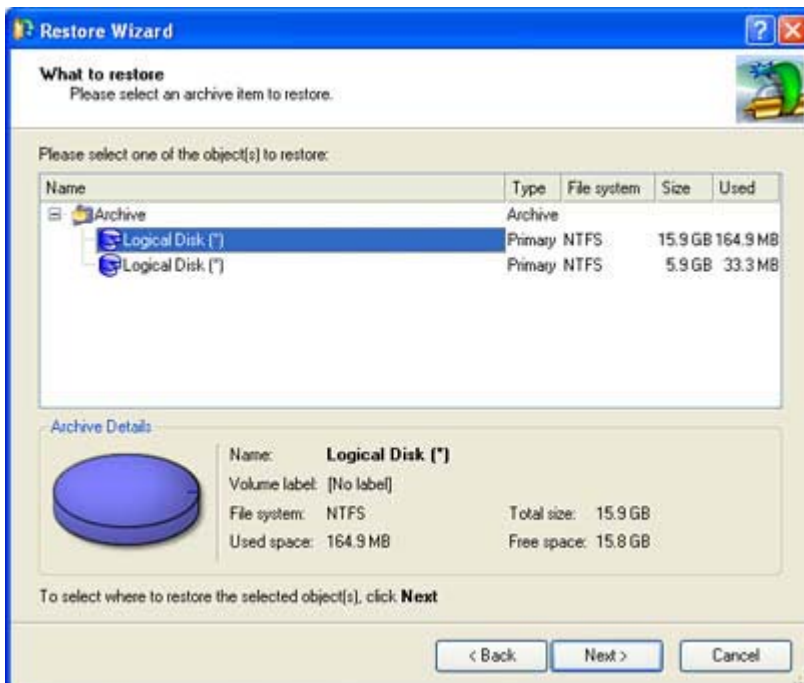 Restore Wizard
What to restore
Please select an archive item to restore.
Please select one of the object(s) to restore:
Name Type File system Size Used
Archive Archive
Logical Disk (*) Primary NTFS 15.9 GB 164.9 MB
Logical Disk (*) Primary NTFS 5.9 GB 33.3 MB
Archive Details
Name: Logical Disk (*)
Volume label: [No label]
File system: NTFS Total size: 15.9 GB
Used space: 164.9 MB Free space: 15.8 GB
To select where to restore the selected object(s), click Next
< Back Next > Cancel